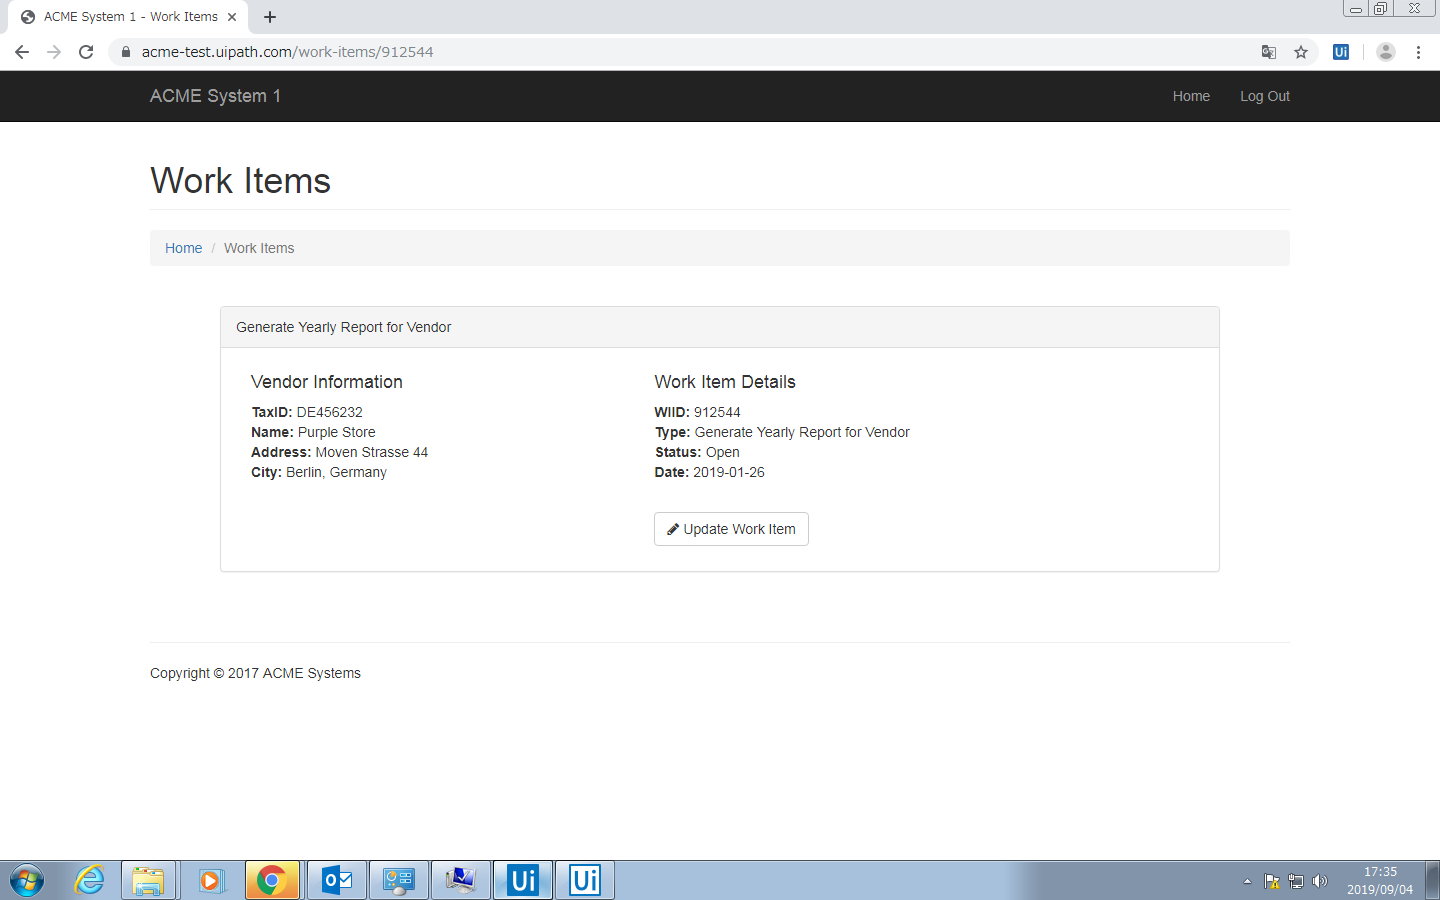 ACME System 1 - Work Items
acme-test.uipath.com/work-items/912544
Ui
ACME System 1
Home
Log Out
Work Items
Home / Work Items
Generate Yearly Report for Vendor
Vendor Information
TaxID: DE456232
Name: Purple Store
Address: Moven Strasse 44
City: Berlin, Germany
Work Item Details
WIID: 912544
Type: Generate Yearly Report for Vendor
Status: Open
Date: 2019-01-26
Update Work Item
Copyright © 2017 ACME Systems
Ui
Ui
17:35
2019/09/04